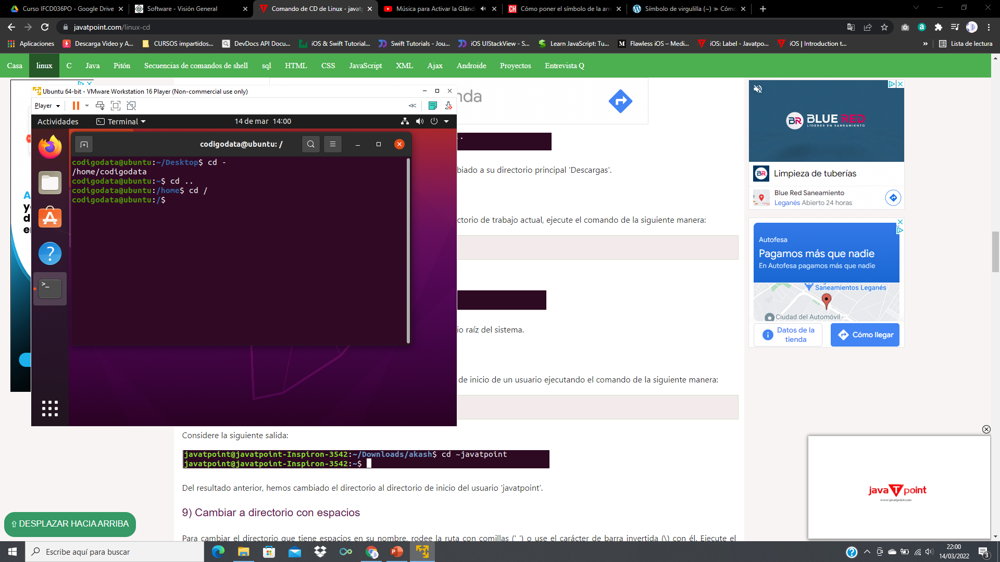 Curso IFCD036PO - Google Drive
Software - Visión General
Comando de CD de Linux - javat
Música para Activar la Glánd
Cómo poner el símbolo de la arr
Símbolo de virgulilla (~) ≫ Cómo
javatpoint.com/linux-cd
Aplicaciones
Descarga Video y A...
CURSOS impartidos...
DevDocs API Docu...
iOS & Swift Tutorial...
Swift Tutorials - Jou...
iOS UIStackView - S...
Learn JavaScript: Tu...
Flawless iOS – Medi...
iOS: Label - Javatpo...
iOS | Introduction t...
Lista de lectura
Casa
linux
C
Java
Pitón
Secuencias de comandos de shell
sql
HTML
CSS
JavaScript
XML
Ajax
Androide
Proyectos
Entrevista Q
Ubuntu 64-bit - VMware Workstation 16 Player (Non-commercial use only)
Player
Actividades
Terminal
14 de mar 14:00
codigodata@ubuntu: /
codigodata@ubuntu:~/Desktop$ cd -
/home/codigodata
codigodata@ubuntu:~$ cd ..
codigodata@ubuntu:/home$ cd /
codigodata@ubuntu:/$
nda
biado a su directorio principal 'Descargas'.
ctorio de trabajo actual, ejecute el comando de la siguiente manera:
io raíz del sistema.
de inicio de un usuario ejecutando el comando de la siguiente manera:
Considere la siguiente salida:
javatpoint@javatpoint-Inspiron-3542:~/Downloads/akash$ cd ~javatpoint
javatpoint@javatpoint-Inspiron-3542:~$
Del resultado anterior, hemos cambiado el directorio al directorio de inicio del usuario 'javatpoint'.
9) Cambiar a directorio con espacios
Para cambiar el directorio que tiene espacios en su nombre, rodee la ruta con comillas (' ') o use el carácter de barra invertida (\) con él. Ejecute el
⇧ DESPLAZAR HACIA ARRIBA
BR BLUE RED
LÍDERES EN SANEAMIENTO
BR
Limpieza de tuberías
Blue Red Saneamiento
Leganés Abierto 24 horas
Autofesa
Pagamos más que nadie
En Autofesa pagamos más que nadie
Saneamientos Leganés
Ciudad del Automóvil
Datos de la
tienda
Cómo llegar
javaTpoint
www.javatpoint.com
Escribe aquí para buscar
22:00
14/03/2022
3